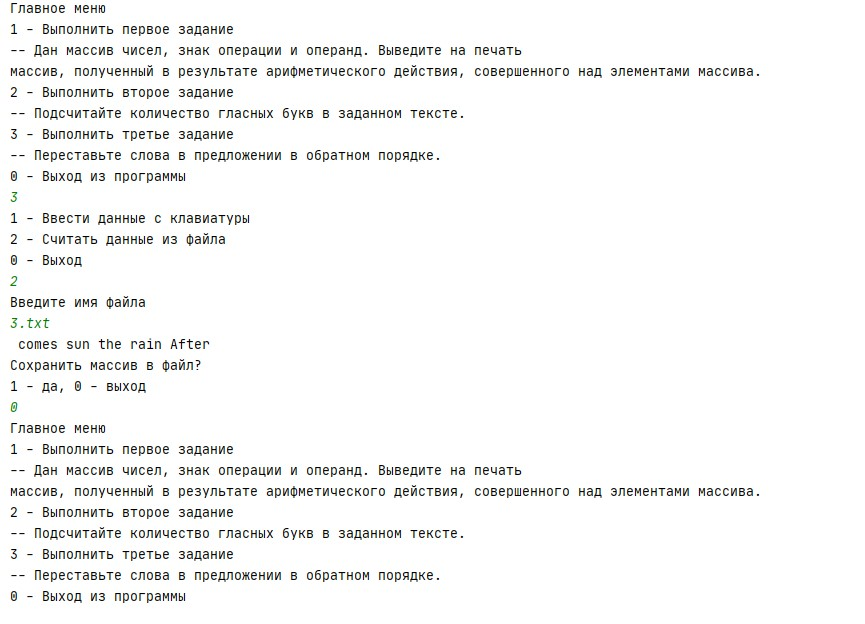 Главное меню
1 - Выполнить первое задание
-- Дан массив чисел, знак операции и операнд. Выведите на печать
массив, полученный в результате арифметического действия, совершенного над элементами массива.
2 - Выполнить второе задание
-- Подсчитайте количество гласных букв в заданном тексте.
3 - Выполнить третье задание
-- Переставьте слова в предложении в обратном порядке.
0 - Выход из программы
3
1 - Ввести данные с клавиатуры
2 - Считать данные из файла
0 - Выход
2
Введите имя файла
3.txt
 comes sun the rain After
Сохранить массив в файл?
1 - да, 0 - выход
0
Главное меню
1 - Выполнить первое задание
-- Дан массив чисел, знак операции и операнд. Выведите на печать
массив, полученный в результате арифметического действия, совершенного над элементами массива.
2 - Выполнить второе задание
-- Подсчитайте количество гласных букв в заданном тексте.
3 - Выполнить третье задание
-- Переставьте слова в предложении в обратном порядке.
0 - Выход из программы